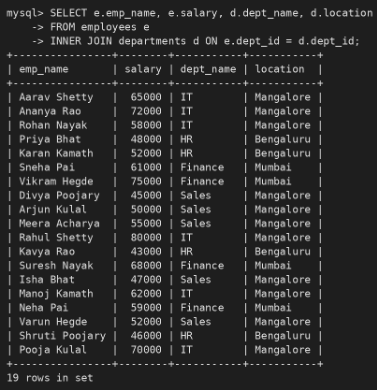 mysql> SELECT e.emp_name, e.salary, d.dept_name, d.location
    -> FROM employees e
    -> INNER JOIN departments d ON e.dept_id = d.dept_id;
+---------------+--------+-----------+-----------+
| emp_name      | salary | dept_name | location  |
+---------------+--------+-----------+-----------+
| Aarav Shetty  |  65000 | IT        | Mangalore |
| Ananya Rao    |  72000 | IT        | Mangalore |
| Rohan Nayak   |  58000 | IT        | Mangalore |
| Priya Bhat    |  48000 | HR        | Bengaluru |
| Karan Kamath  |  52000 | HR        | Bengaluru |
| Sneha Pai     |  61000 | Finance   | Mumbai    |
| Vikram Hegde  |  75000 | Finance   | Mumbai    |
| Divya Poojary |  45000 | Sales     | Mangalore |
| Arjun Kulal   |  50000 | Sales     | Mangalore |
| Meera Acharya |  55000 | Sales     | Mangalore |
| Rahul Shetty  |  80000 | IT        | Mangalore |
| Kavya Rao     |  43000 | HR        | Bengaluru |
| Suresh Nayak  |  68000 | Finance   | Mumbai    |
| Isha Bhat     |  47000 | Sales     | Mangalore |
| Manoj Kamath  |  62000 | IT        | Mangalore |
| Neha Pai      |  59000 | Finance   | Mumbai    |
| Varun Hegde   |  52000 | Sales     | Mangalore |
| Shruti Poojary |  46000 | HR        | Bengaluru |
| Pooja Kulal   |  70000 | IT        | Mangalore |
+---------------+--------+-----------+-----------+
19 rows in set